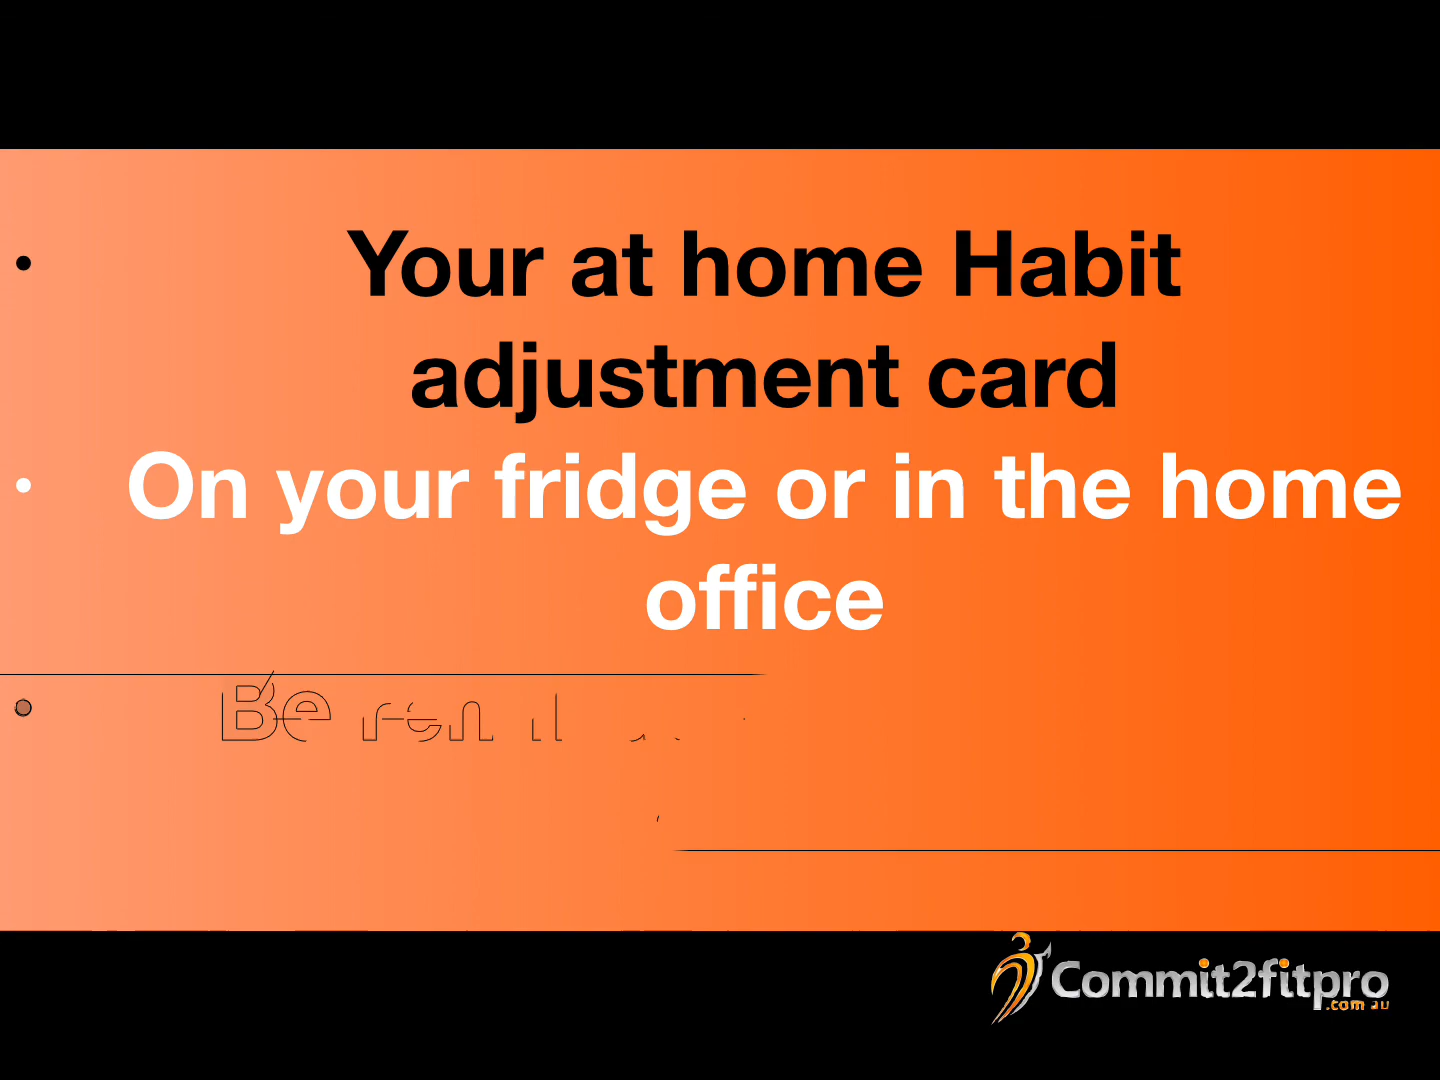 Your at home Habit
adjustment card
On your fridge or in the home
office
Be
Commit2fitpro
.com.au